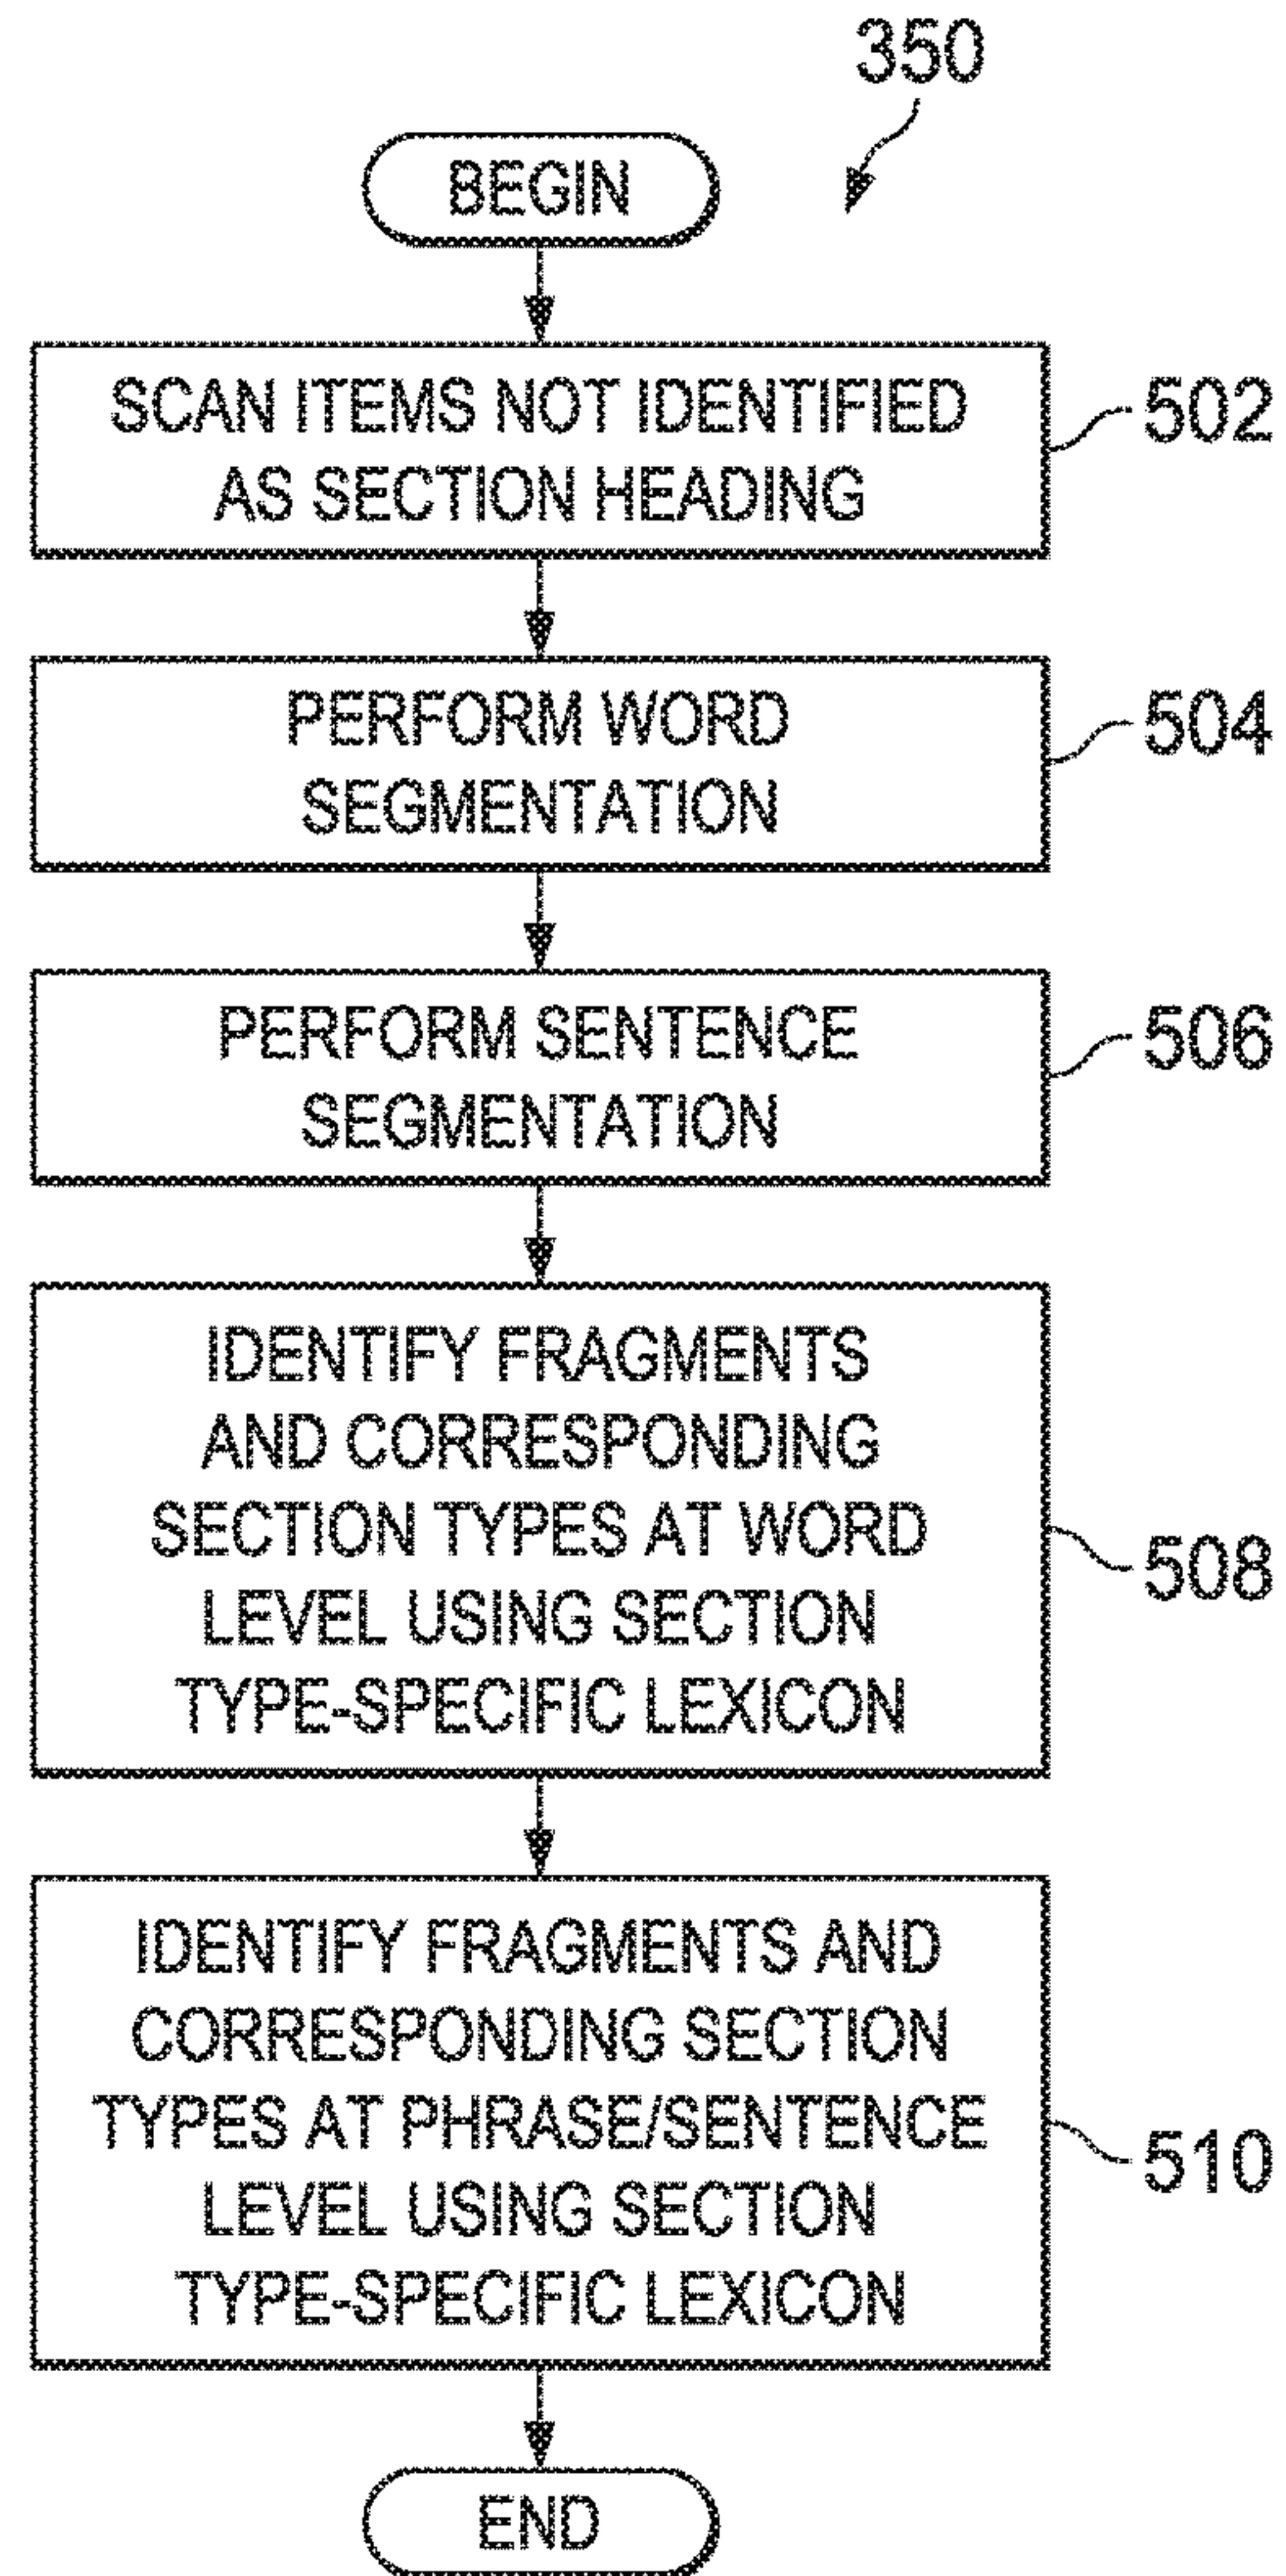 350
BEGIN
SCAN ITEMS NOT IDENTIFIED
AS SECTION HEADING
502
PERFORM WORD
SEGMENTATION
504
PERFORM SENTENCE
SEGMENTATION
506
IDENTIFY FRAGMENTS
AND CORRESPONDING
SECTION TYPES AT WORD
LEVEL USING SECTION
TYPE-SPECIFIC LEXICON
508
IDENTIFY FRAGMENTS AND
CORRESPONDING SECTION
TYPES AT PHRASE/SENTENCE
LEVEL USING SECTION
TYPE-SPECIFIC LEXICON
510
END